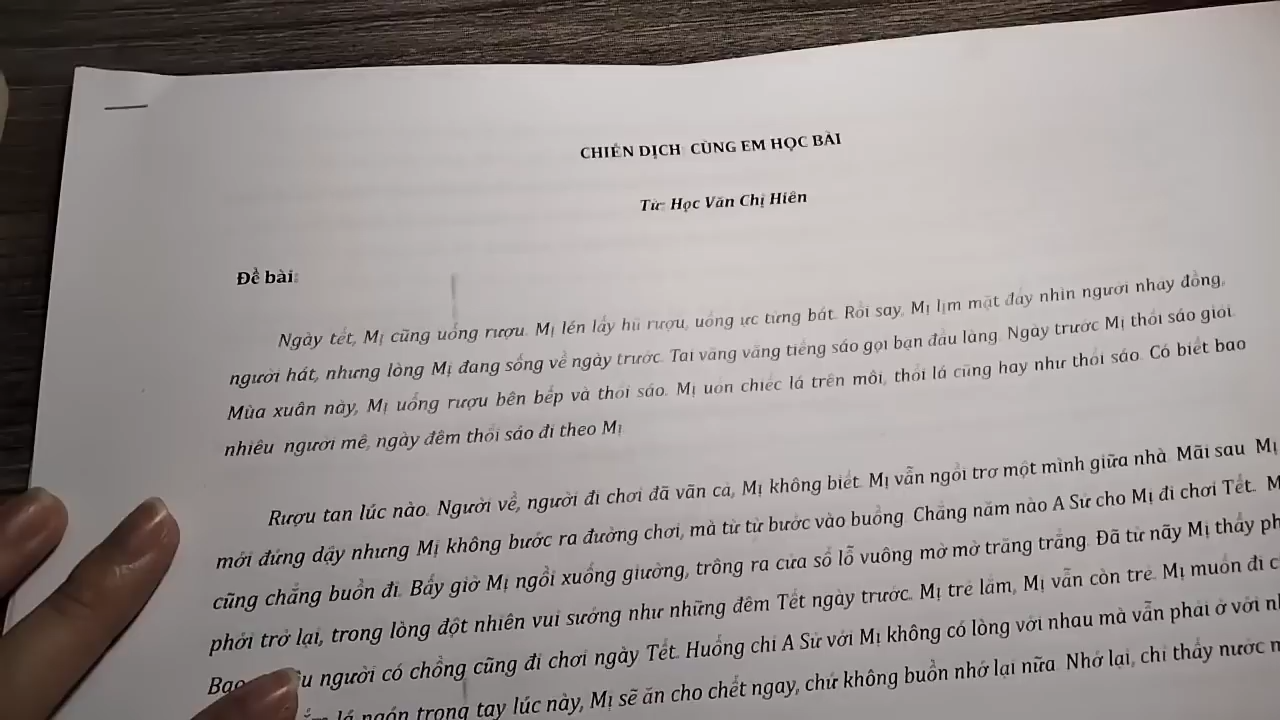 CHIẾN DỊCH CÙNG EM HỌC BÀI
Từ: Học Văn Chị Hiên
Đề bài:
Ngày tết, Mị cũng uống rượu. Mị lén lấy hũ rượu, uống ực từng bát. Rồi say, Mị lịm mặt đấy nhìn người nhảy đồng,
người hát, nhưng lòng Mị đang sống về ngày trước. Tai văng vẳng tiếng sáo gọi bạn đầu làng. Ngày trước Mị thổi sáo giỏi.
Mùa xuân này, Mị uống rượu bên bếp và thổi sáo. Mị uốn chiếc lá trên môi, thổi lá cũng hay như thổi sáo. Có biết bao
nhiêu người mê, ngày đêm thổi sáo đi theo Mị.
Rượu tan lúc nào. Người về, người đi chơi đã vãn cả, Mị không biết. Mị vẫn ngồi trơ một mình giữa nhà. Mãi sau Mị
mới đứng dậy nhưng Mị không bước ra đường chơi, mà từ từ bước vào buồng. Chẳng năm nào A Sử cho Mị đi chơi Tết.
cũng chẳng buồn đi. Bấy giờ Mị ngồi xuống giường, trông ra cửa sổ lỗ vuông mờ mờ trăng trắng. Đã từ nãy Mị thấy
phới trở lại, trong lòng đột nhiên vui sướng như những đêm Tết ngày trước. Mị trẻ lắm, Mị vẫn còn trẻ. Mị muốn đi
người có chồng cũng đi chơi ngày Tết. Huống chi A Sử với Mị không có lòng với nhau mà vẫn phải ở với
lá ngón trong tay lúc này, Mị sẽ ăn cho chết ngay, chứ không buồn nhớ lại nữa. Nhớ lại, chỉ thấy nước